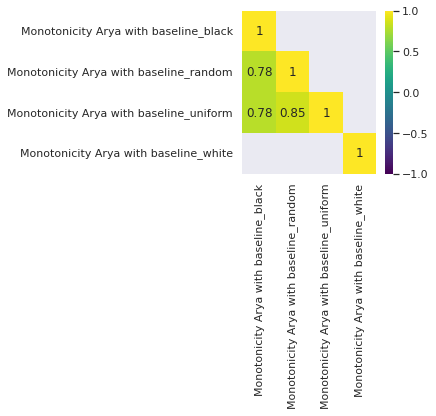 Monotonicity Arya with baseline_black
Monotonicity Arya with baseline_random
Monotonicity Arya with baseline_uniform
Monotonicity Arya with baseline_white
1
0.78 1
0.78 0.85 1
1
1.0
0.5
0.0
−0.5
−1.0
Monotonicity Arya with baseline_black
Monotonicity Arya with baseline_random
Monotonicity Arya with baseline_uniform
Monotonicity Arya with baseline_white